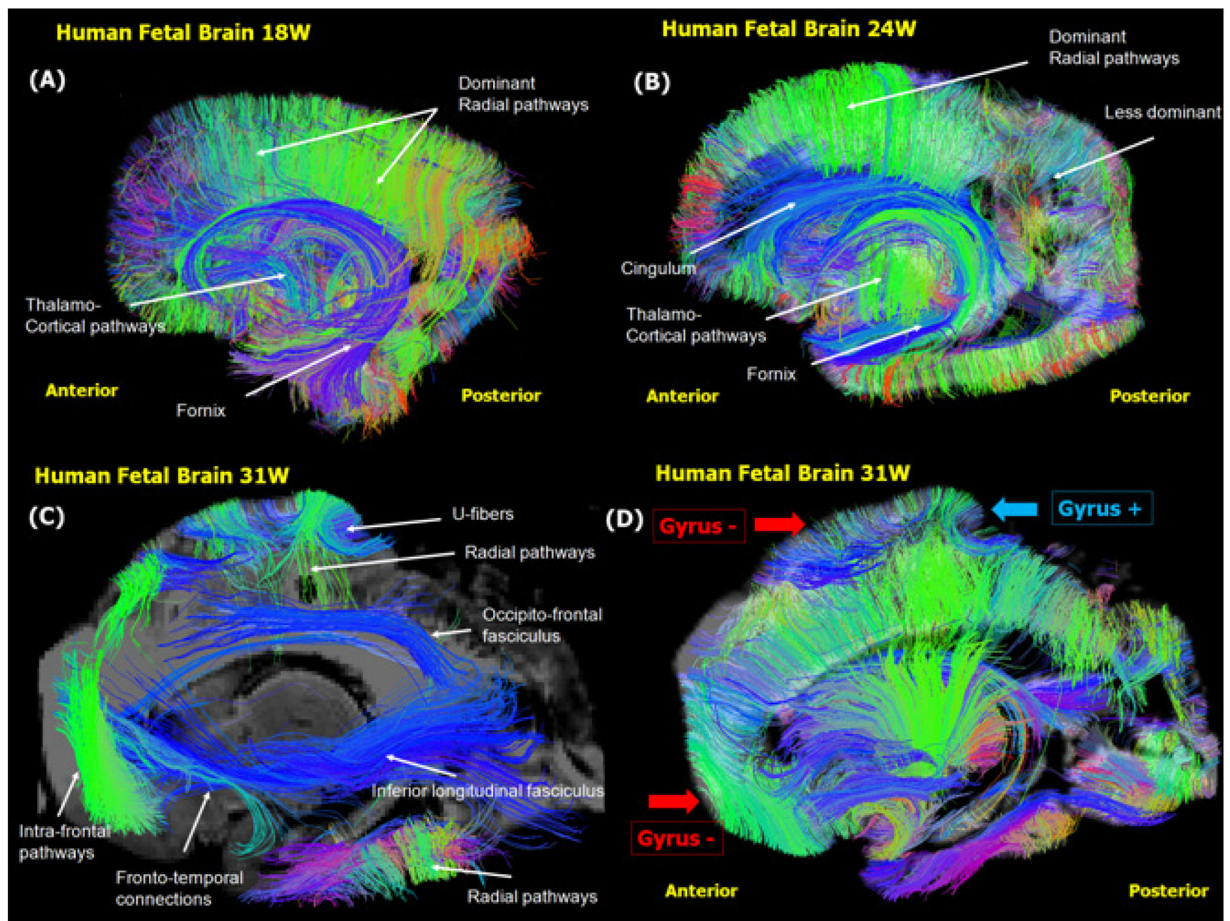 Human Fetal Brain 18W
(A)
Dominant
Radial pathways
Thalamo-
Cortical pathways
Anterior
Fornix
Posterior
Human Fetal Brain 24W
(B)
Dominant
Radial pathways
Less dominant
Cingulum
Thalamo-
Cortical pathways
Fornix
Anterior
Posterior
Human Fetal Brain 31W
(C)
U-fibers
Radial pathways
Occipito-frontal
fasciculus
Inferior longitudinal fasciculus
Intra-frontal
pathways
Fronto-temporal
connections
Radial pathways
Human Fetal Brain 31W
(D)
Gyrus -
Gyrus +
Gyrus -
Anterior
Posterior